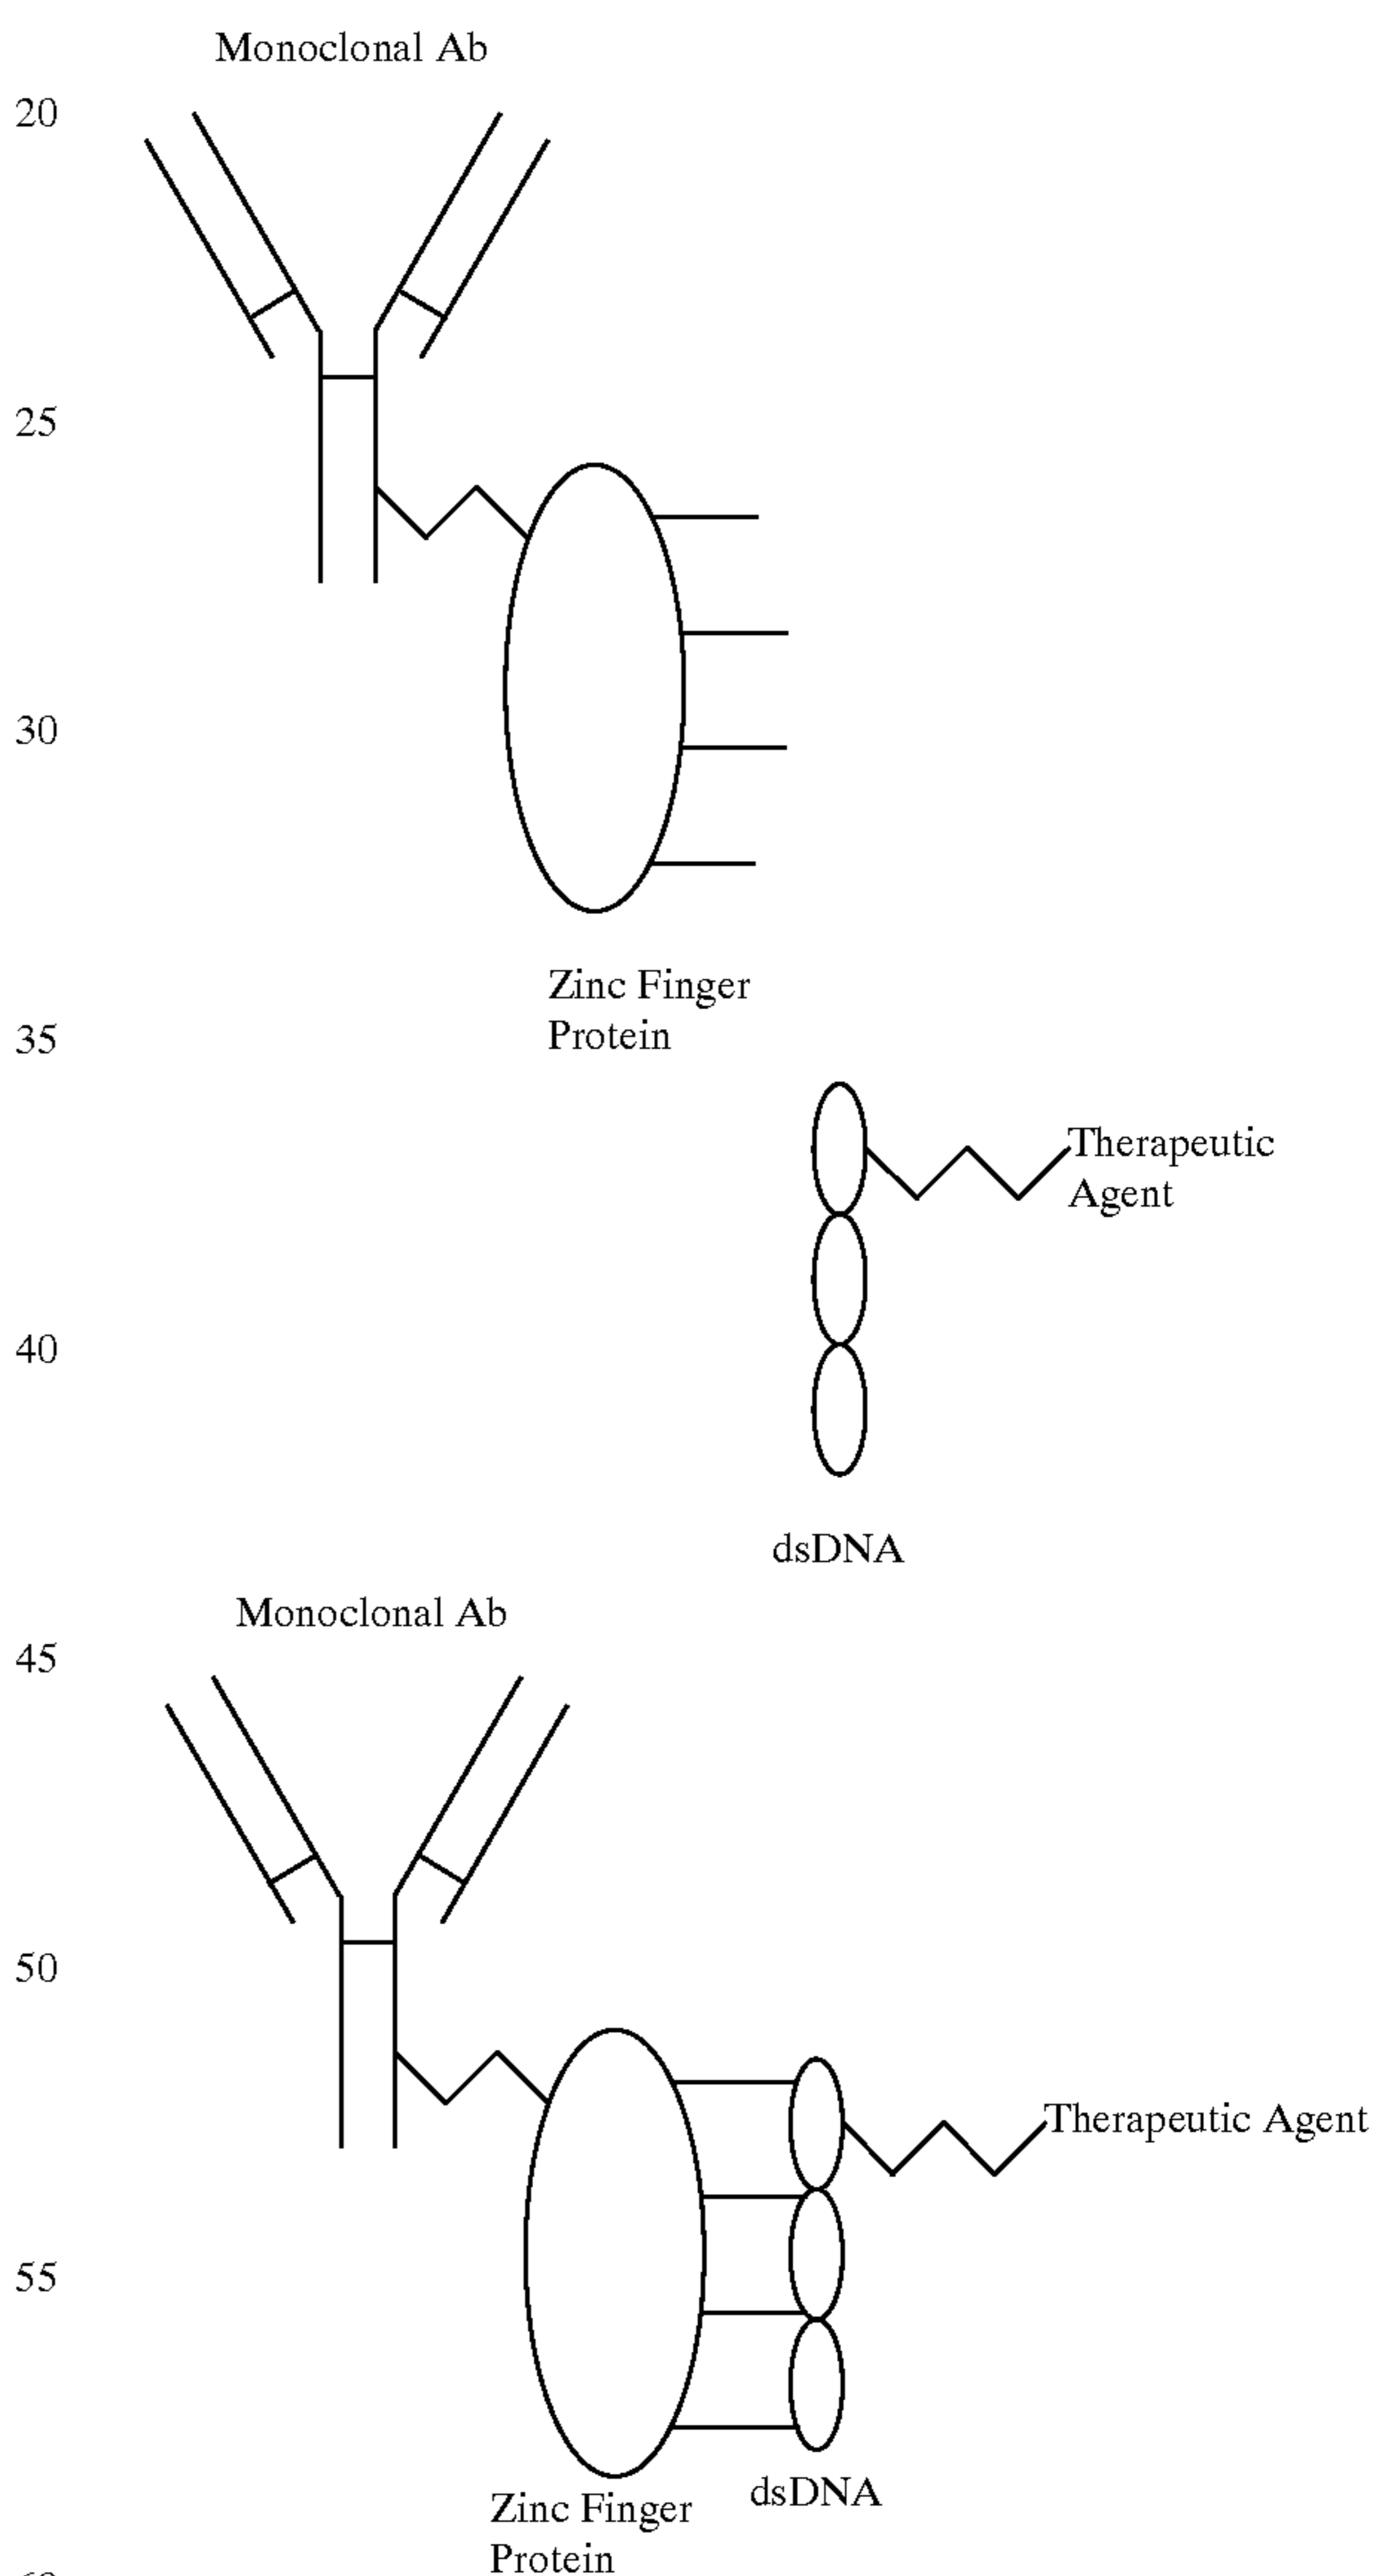 Monoclonal Ab
20
25
30
Zinc Finger
Protein
35
Therapeutic
Agent
40
dsDNA
Monoclonal Ab
45
50
Therapeutic Agent
55
dsDNA
Zinc Finger
Protein